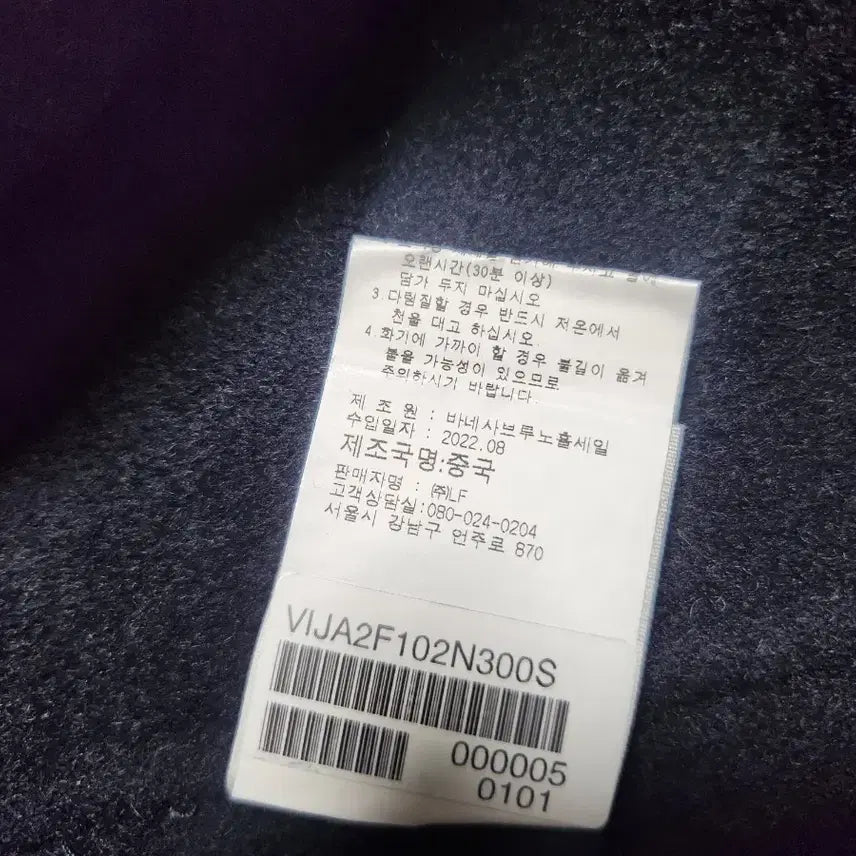 오랜시간(30분 이상)
담가 두지 마십시오
3.다림질할 경우 반드시 저온에서
천을 대고 하십시오.
4.화기에 가까이 할 경우 불길이 옮겨
붙을 가능성이 있으므로
주의하시기 바랍니다.
제 조 원 : 바네사브루노홀세일
수입일자 : 2022.08
제조국명:중국
판매자명 : ㈜LF
고객상담실:080-024-0204
서울시 강남구 언주로 870
VIJA2F102N300S
000005
0101